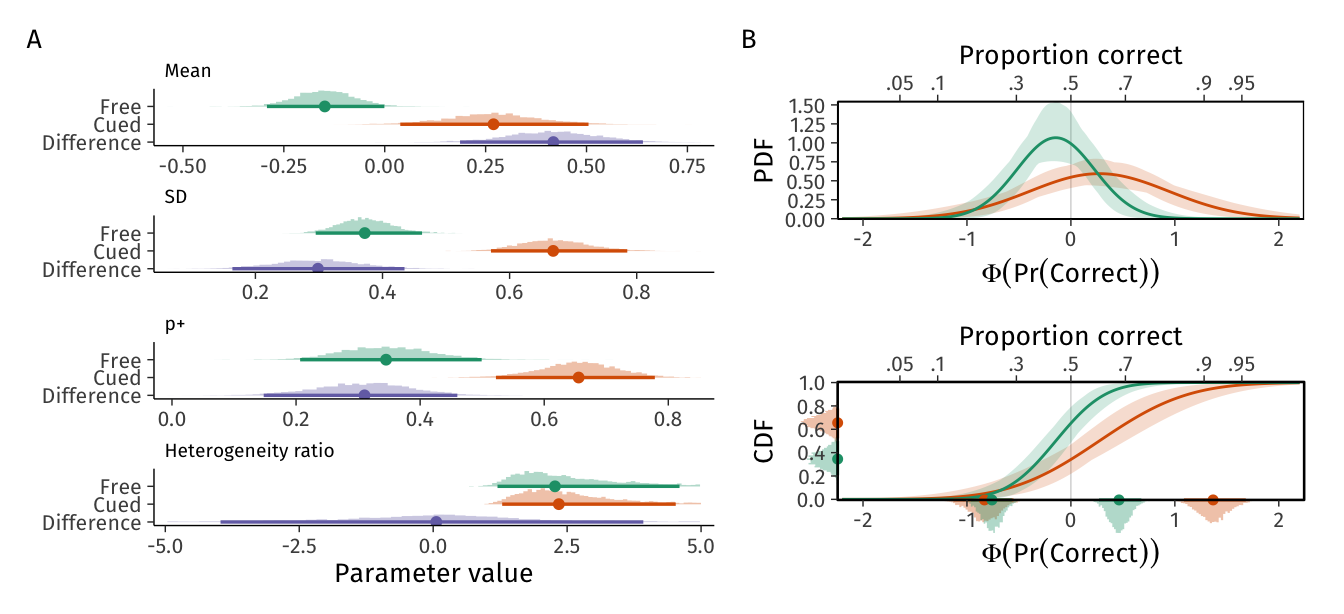 A
Mean
Free
Cued
Difference
-0.50 -0.25 0.00 0.25 0.50 0.75
SD
Free
Cued
Difference
0.2 0.4 0.6 0.8
p+
Free
Cued
Difference
0.0 0.2 0.4 0.6 0.8
Heterogeneity ratio
Free
Cued
Difference
-5.0 -2.5 0.0 2.5 5.0
Parameter value
B
Proportion correct
.05 .1 .3 .5 .7 .9 .95
PDF
1.50
1.25
1.00
0.75
0.50
0.25
0.00
-2 -1 0 1 2
Φ(Pr(Correct))
Proportion correct
.05 .1 .3 .5 .7 .9 .95
CDF
1.0
0.8
0.6
0.4
0.2
0.0
-2 -1 0 1 2
Φ(Pr(Correct))